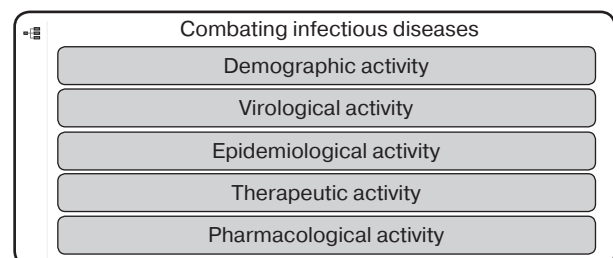 Combating infectious diseases
Demographic activity
Virological activity
Epidemiological activity
Therapeutic activity
Pharmacological activity